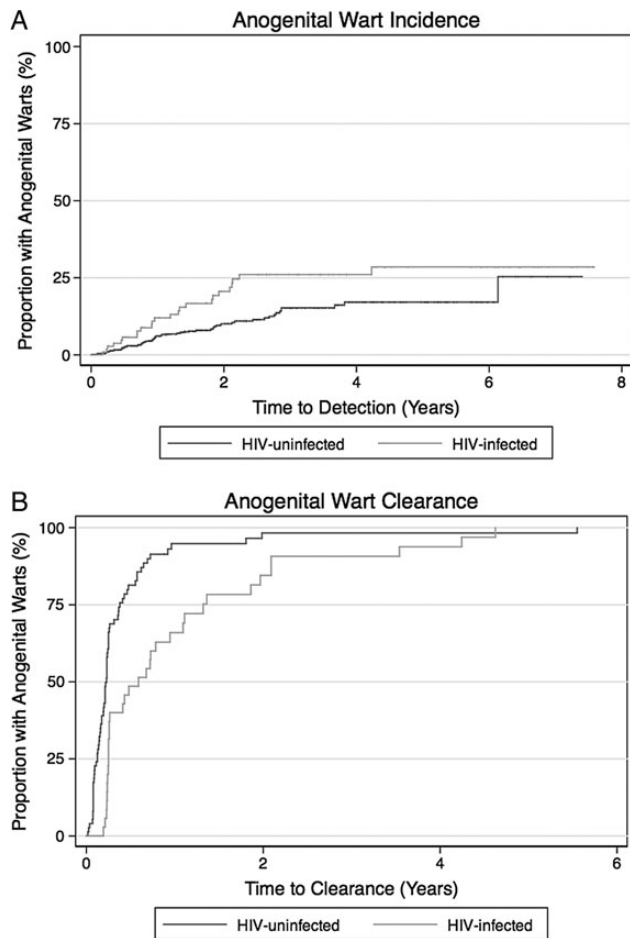 A
Anogenital Wart Incidence
Proportion with Anogenital Warts (%)
100
75
50
25
0
0 2 4 6 8
Time to Detection (Years)
HIV-uninfected HIV-infected
B
Anogenital Wart Clearance
Proportion with Anogenital Warts (%)
100
75
50
25
0
0 2 4 6
Time to Clearance (Years)
HIV-uninfected HIV-infected